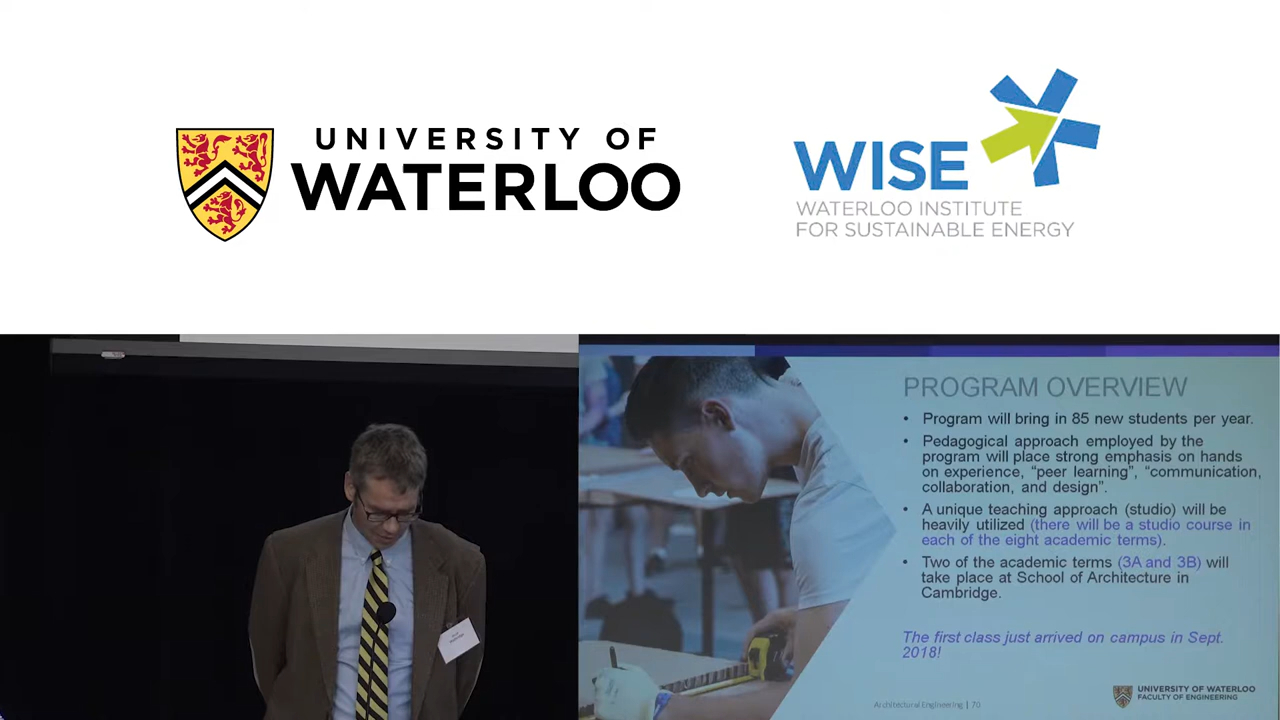 UNIVERSITY OF
WATERLOO
WISE
WATERLOO INSTITUTE
FOR SUSTAINABLE ENERGY
PROGRAM OVERVIEW
• Program will bring in 85 new students per year.
• Pedagogical approach employed by the
program will place strong emphasis on hands
on experience, “peer learning”, “communication,
collaboration, and design”.
• A unique teaching approach (studio) will be
heavily utilized (there will be a studio course in
each of the eight academic terms).
• Two of the academic terms (3A and 3B) will
take place at School of Architecture in
Cambridge.
The first class just arrived on campus in Sept.
2018!
Architectural Engineering | 70
UNIVERSITY OF WATERLOO
FACULTY OF ENGINEERING